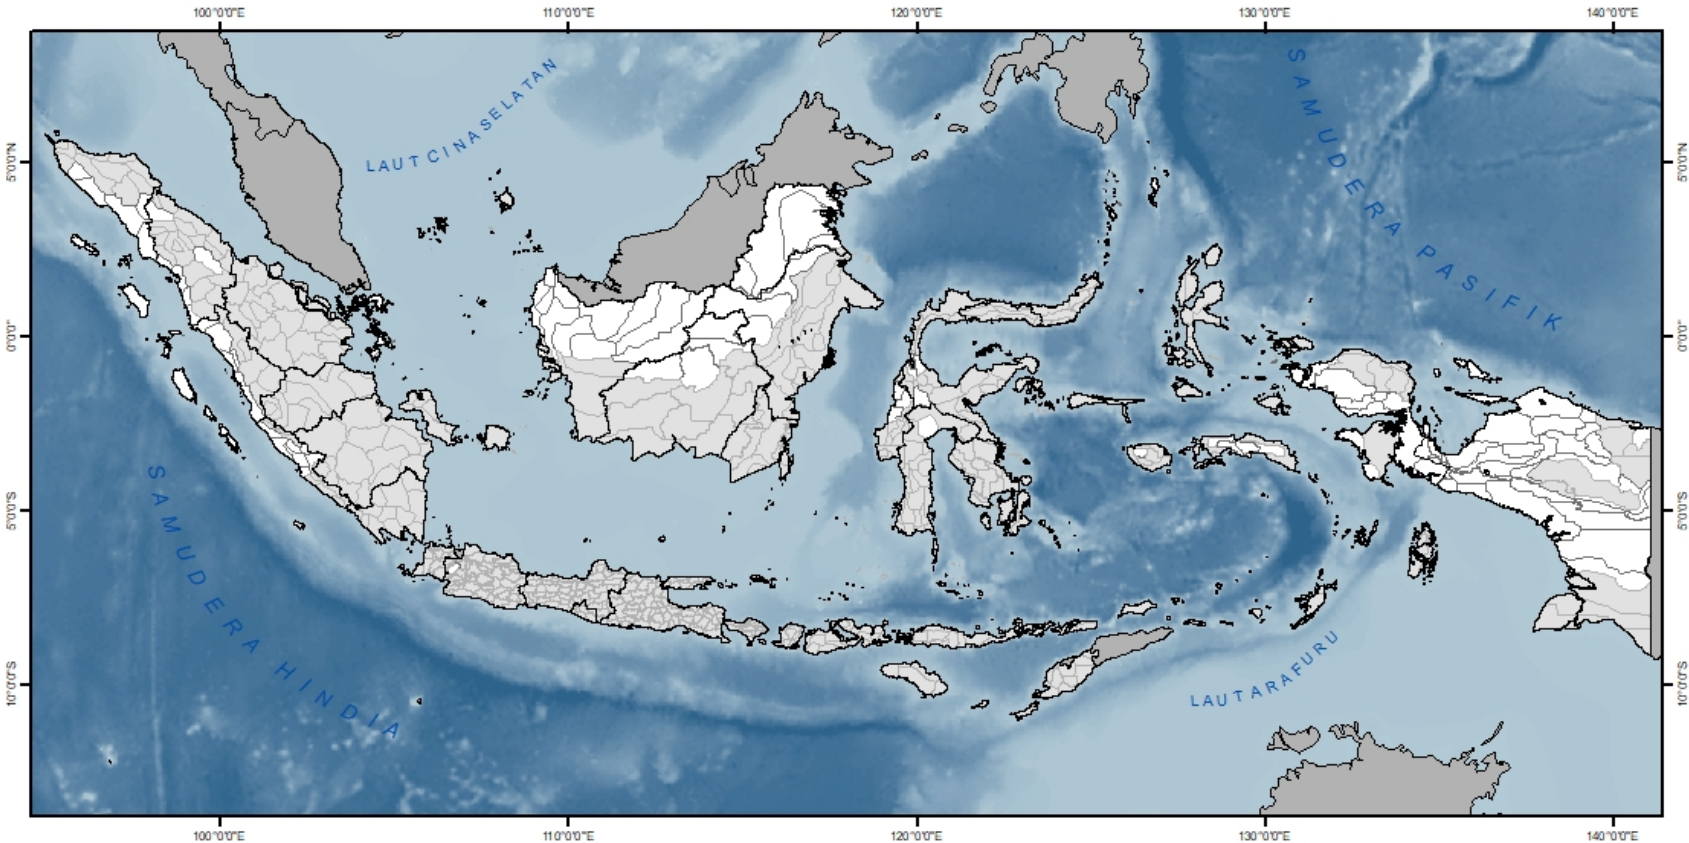 100°0'0"E 110°0'0"E 120°0'0"E 130°0'0"E 140°0'0"E
SAMUDERA PASIFIK
LAUT CINA SELATAN
5°0'0"N 5°0'0"N
0°0'0" 0°0'0"
SAMUDERA HINDIA
5°0'0"S 5°0'0"S
LAUT ARAFURU
10°0'0"S 10°0'0"S
100°0'0"E 110°0'0"E 120°0'0"E 130°0'0"E 140°0'0"E